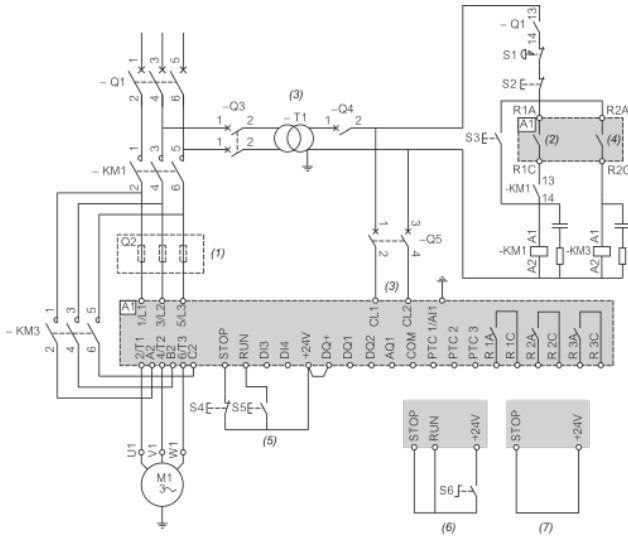 1 3 5
– Q1
2 4 6
–Q3
1 2
1 2
(3)
– T1
–Q4
1 2
13
– Q1
14
S1
S2
R1A R2A
A1
S3
(2) (4)
R1C R2C
13
-KM1
14
A1 A1
-KM1 -KM3
A2 A2
1 3 5
– KM1
2 4 6
Q2
(1)
1 3
–Q5
2 4
(3)
1 3 5
– KM3
2 4 6
A1
1/L1 3/L2 5/L3
CL1 CL2 PTC 1/AI1
2/T1 A2 4/T2 B2 6/T3 C2
STOP RUN DI3 DI4 +24V DQ+ DQ1 DQ2 AQ1 COM PTC 2 PTC 3 R 1A R 1C R 2A R 2C R 3A R 3C
S4 S5
(5)
U1 V1 W1
M1
3~
STOP RUN +24V
S6
(6)
STOP +24V
(7)